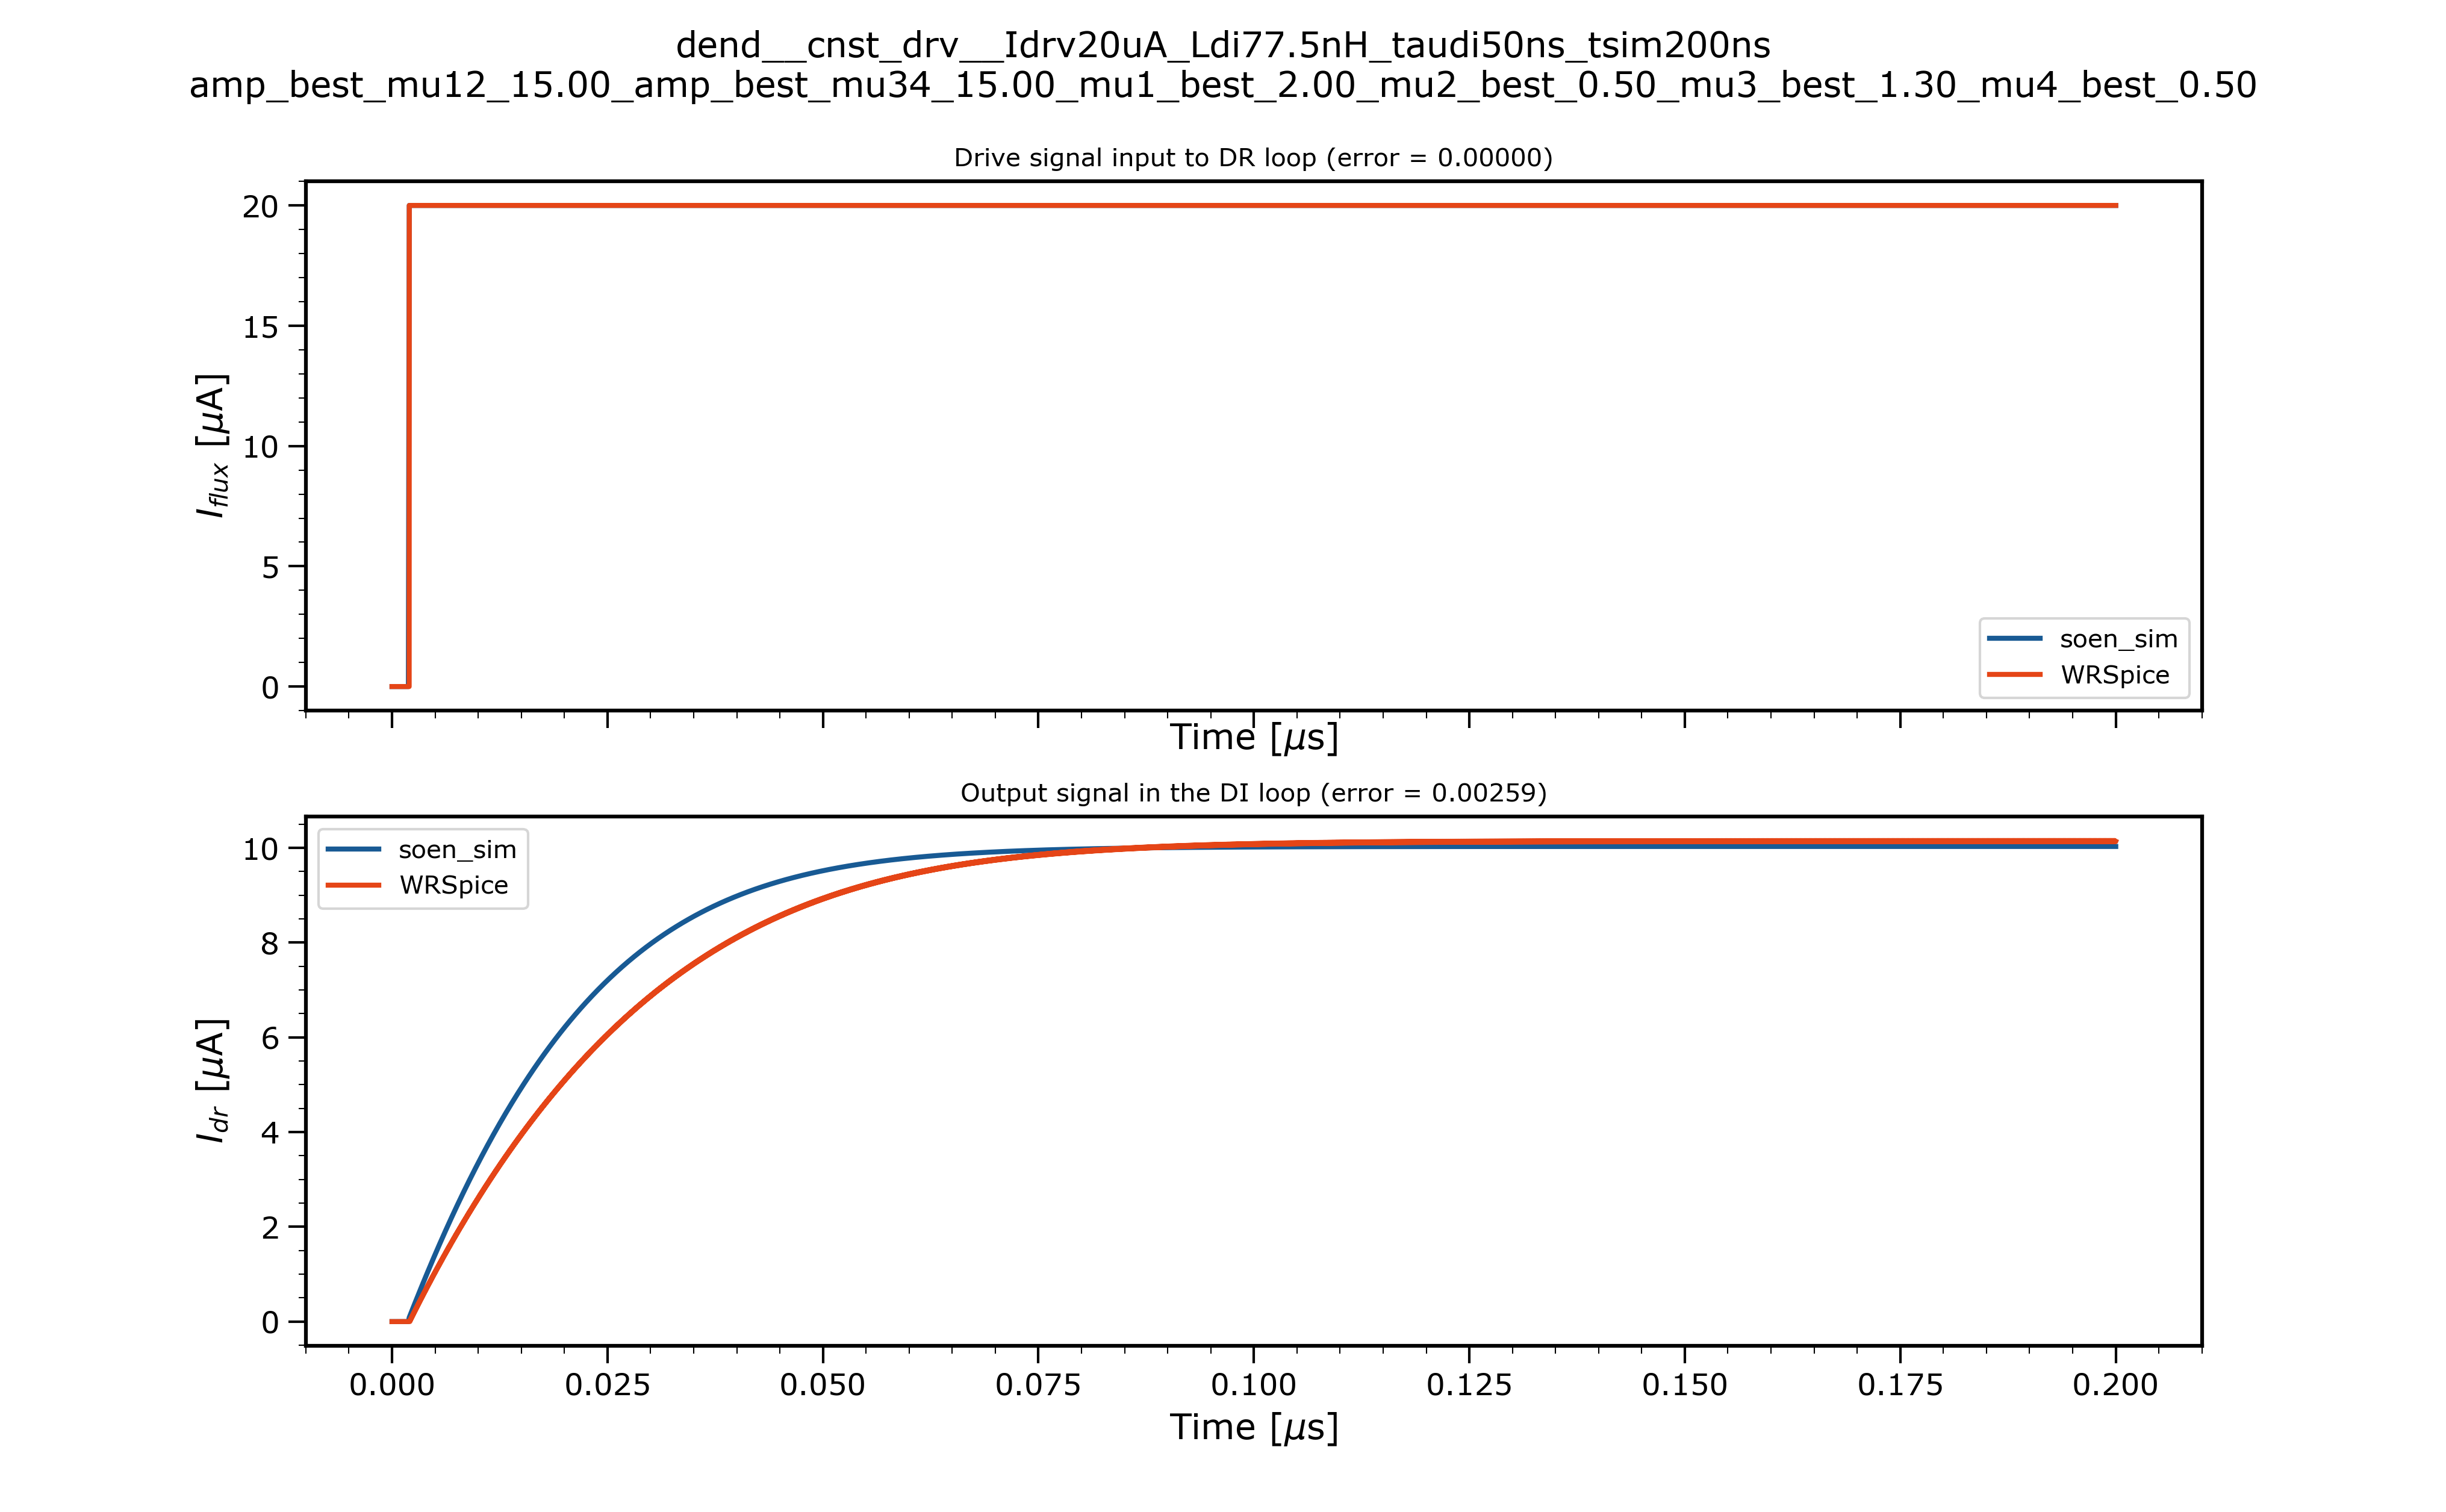 dend__cnst_drv__Idrv20uA_Ldi77.5nH_taudi50ns_tsim200ns
amp_best_mu12_15.00_amp_best_mu34_15.00_mu1_best_2.00_mu2_best_0.50_mu3_best_1.30_mu4_best_0.50
Drive signal input to DR loop (error = 0.00000)
20
15
10
5
0
I_flux [μA]
soen_sim
WRSpice
Time [μs]
Output signal in the DI loop (error = 0.00259)
soen_sim
WRSpice
10
8
6
4
2
0
I_dr [μA]
0.000 0.025 0.050 0.075 0.100 0.125 0.150 0.175 0.200
Time [μs]